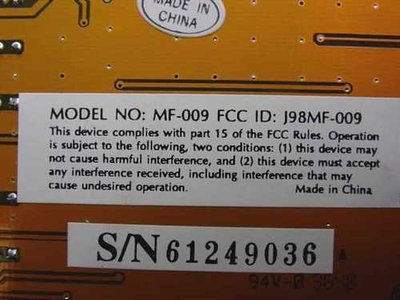 MADE IN
CHINA
MODEL NO: MF-009 FCC ID: J98MF-009
This device complies with part 15 of the FCC Rules. Operation
is subject to the following, two conditions: (1) this device may
not cause harmful interference, and (2) this device must accept
any interference received, including interference that may
cause undesired operation. Made in China
S/N 61249036
94V-0